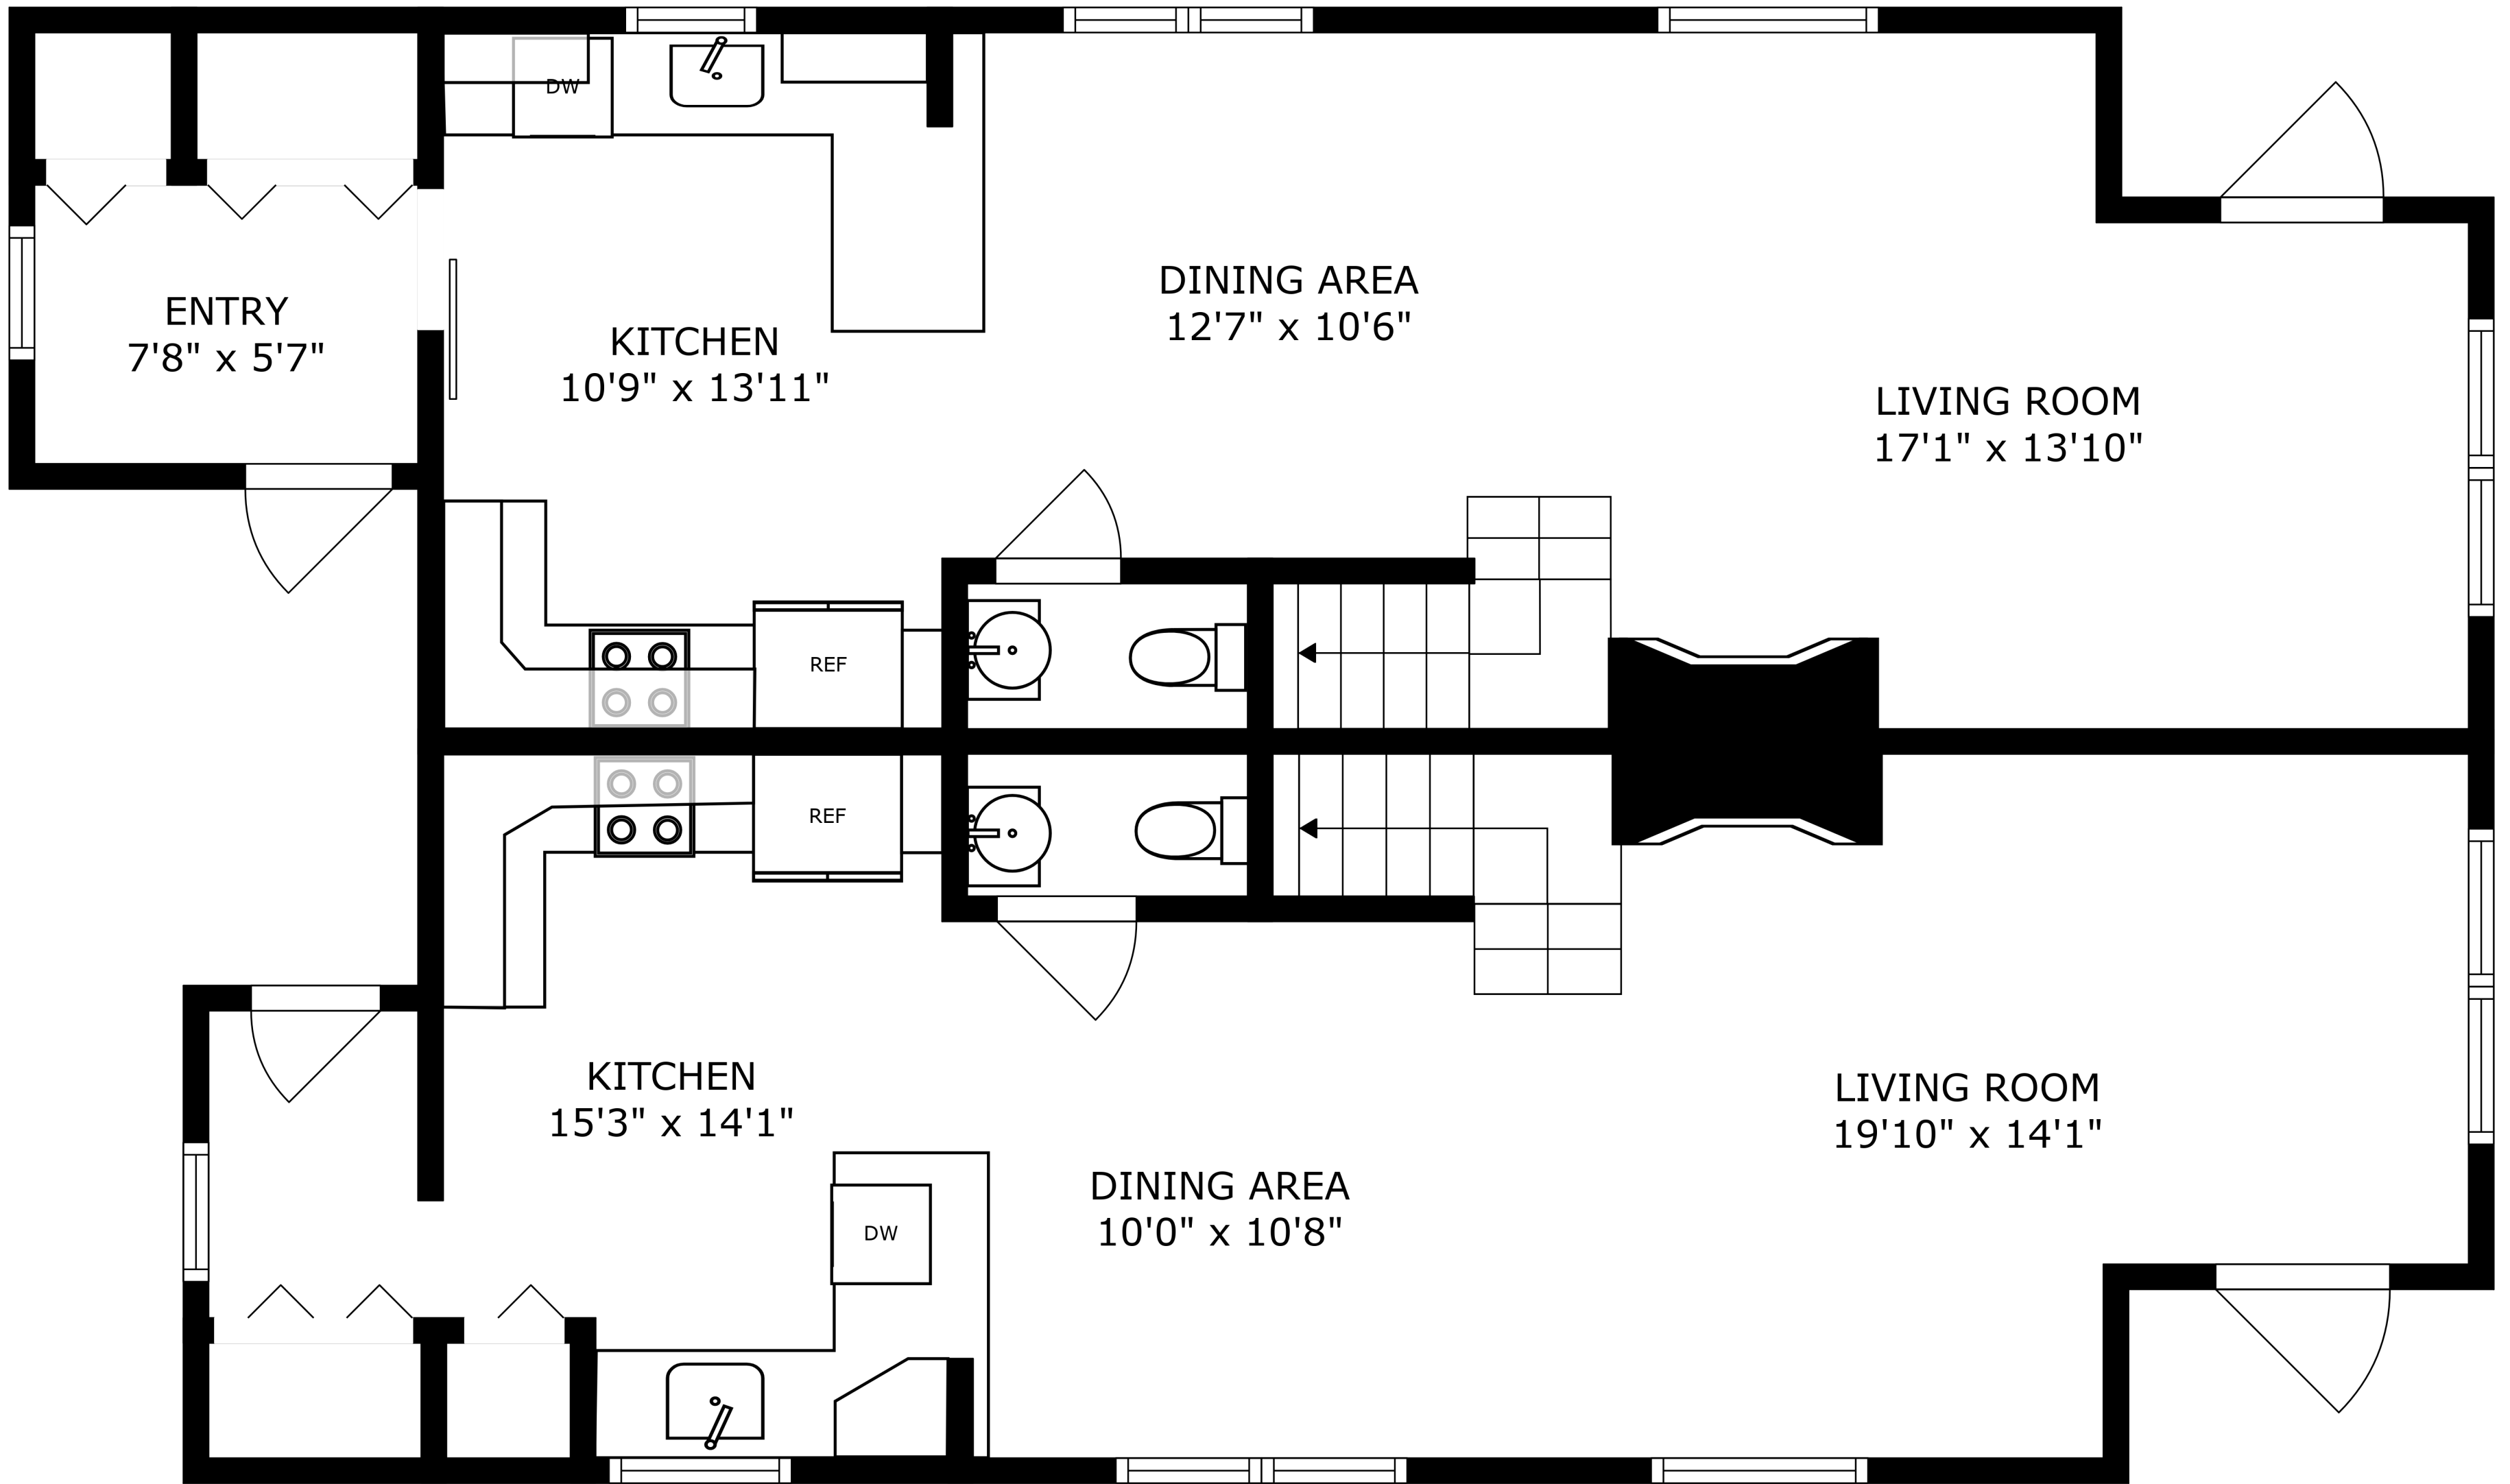 DW
ENTRY
7'8" x 5'7"
KITCHEN
10'9" x 13'11"
DINING AREA
12'7" x 10'6"
LIVING ROOM
17'1" x 13'10"
REF
REF
KITCHEN
15'3" x 14'1"
DW
DINING AREA
10'0" x 10'8"
LIVING ROOM
19'10" x 14'1"